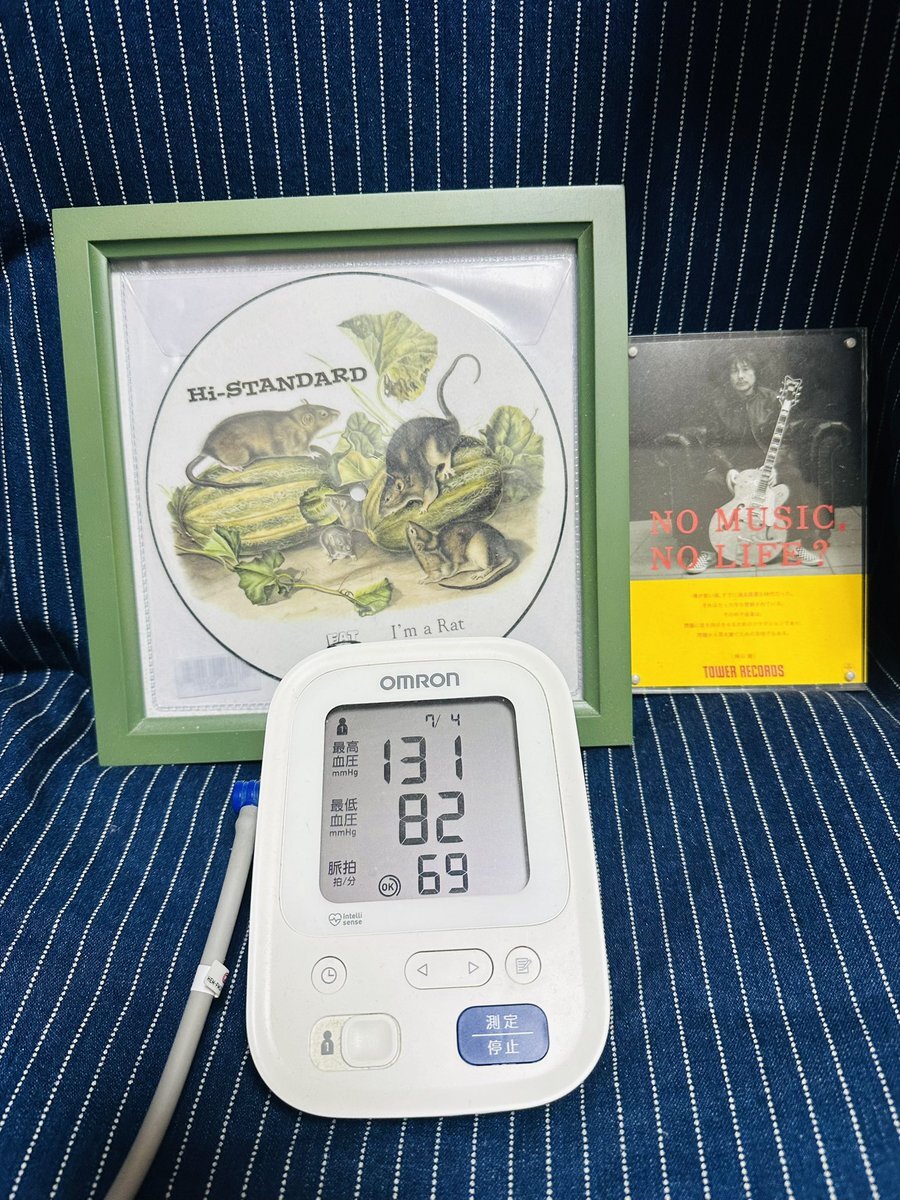 Hi-STANDARD
I'm a Rat
FAT
NO MUSIC.
NO LIFE?
TOWER RECORDS
OMRON
7/ 4
最高
血圧
mmHg
131
最低
血圧
mmHg
82
脈拍
拍/分
OK
69
Intelli
sense
測定
停止